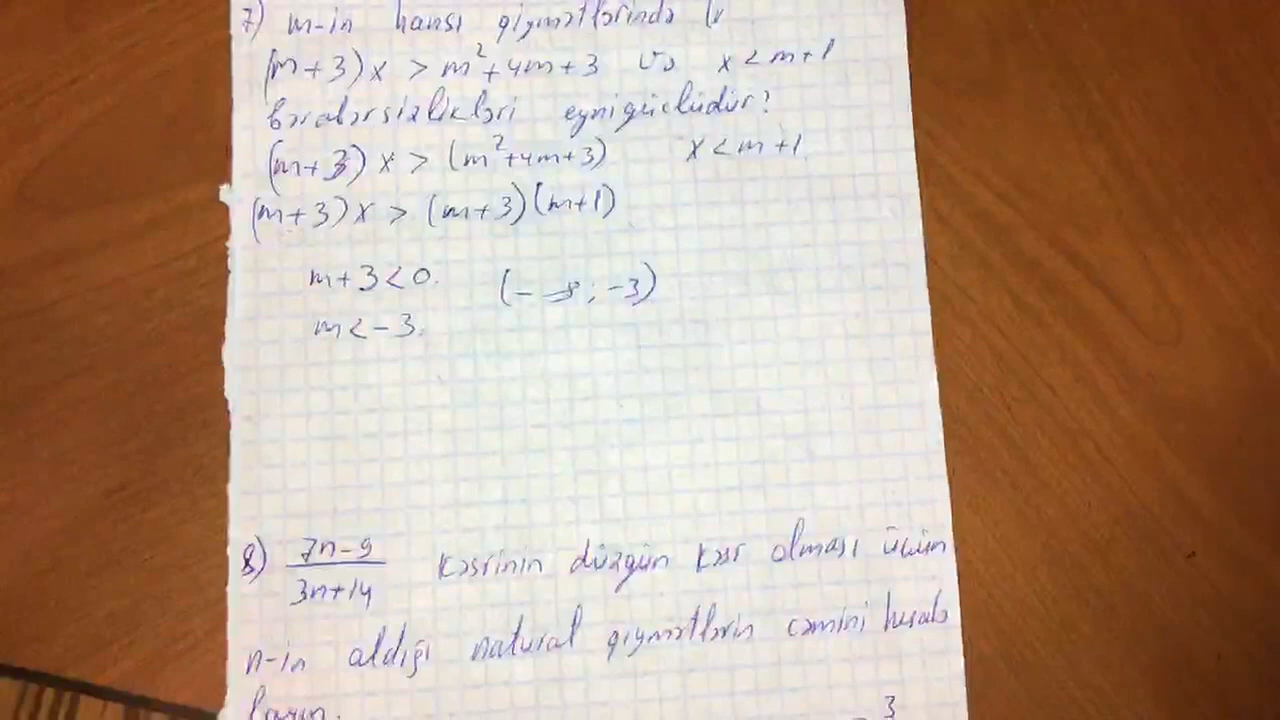 7) m-in hansı qiymətlərində
(m+3)x > m²+4m+3 və x<m+1
bərabərsizlikləri eynigüclüdür?
(m+3)x > (m²+4m+3) x<m+1
(m+3)x > (m+3)(m+1)
m+3<0. (-∞; -3)
m<-3.
8) 7n-9/3n+14 kəsrinin düzgün kəsr olması üçün
n-in aldığı natural qiymətlərin cəmini hesab
layın.
3